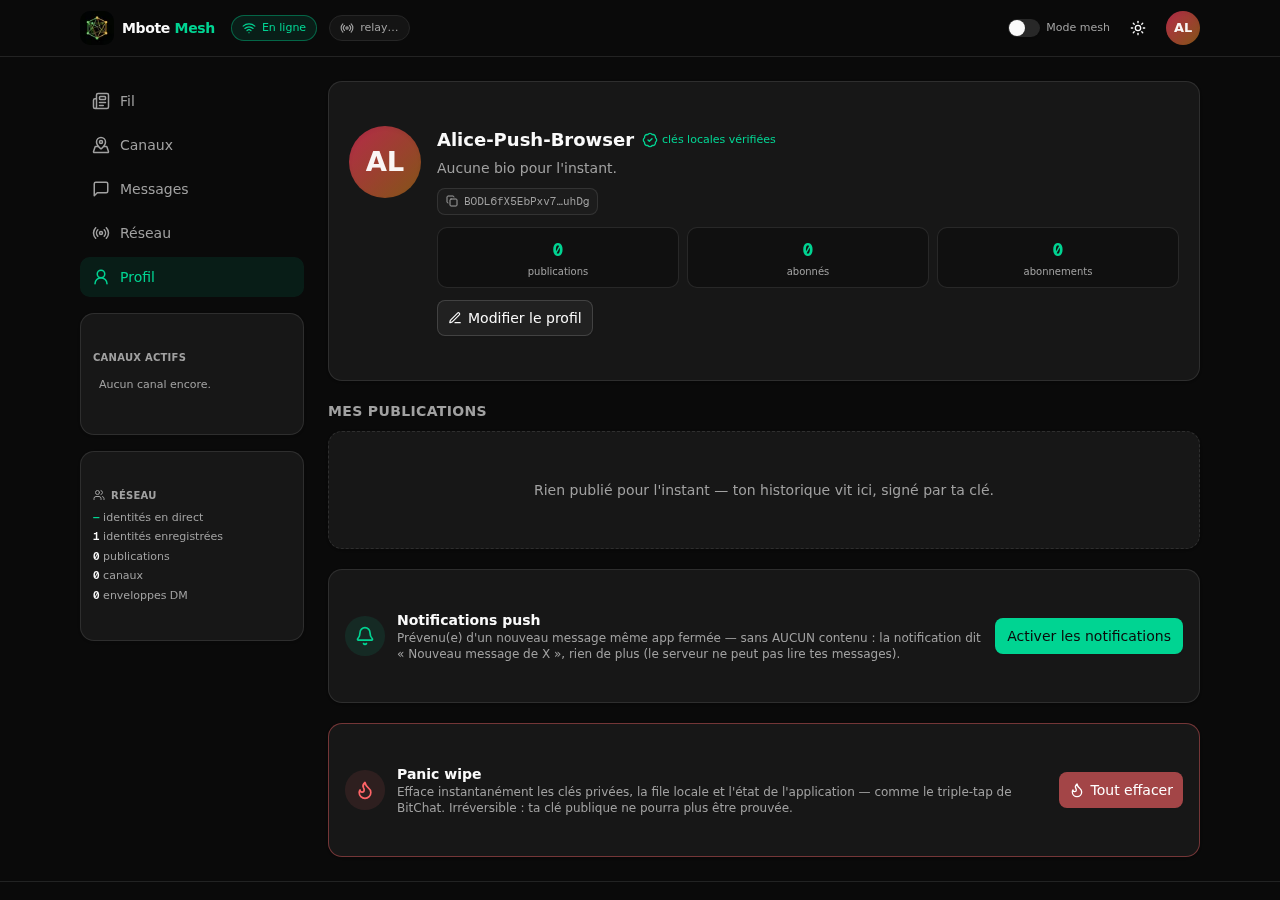 Mbote Mesh
En ligne
relay...
Mode mesh
AL
Fil
Canaux
Messages
Réseau
Profil
CANAUX ACTIFS
Aucun canal encore.
RÉSEAU
— identités en direct
1 identités enregistrées
0 publications
0 canaux
0 enveloppes DM
AL
Alice-Push-Browser
clés locales vérifiées
Aucune bio pour l'instant.
BODL6fX5EbPxv7…uhDg
0
publications
0
abonnés
0
abonnements
Modifier le profil
MES PUBLICATIONS
Rien publié pour l'instant — ton historique vit ici, signé par ta clé.
Notifications push
Prévenu(e) d'un nouveau message même app fermée — sans AUCUN contenu : la notification dit
« Nouveau message de X », rien de plus (le serveur ne peut pas lire tes messages).
Activer les notifications
Panic wipe
Efface instantanément les clés privées, la file locale et l'état de l'application — comme le triple-tap de
BitChat. Irréversible : ta clé publique ne pourra plus être prouvée.
Tout effacer